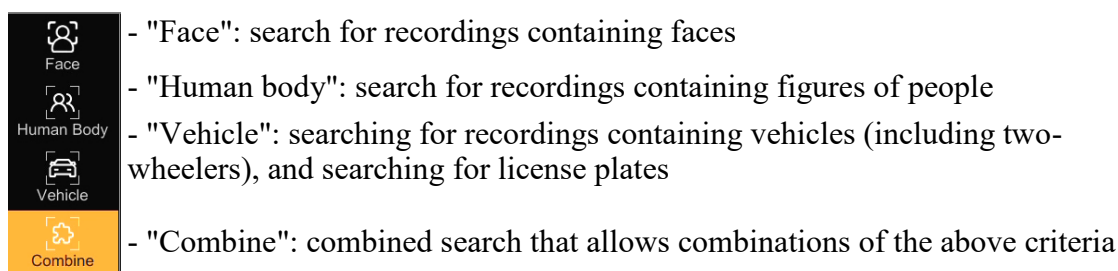 Face
- "Face": search for recordings containing faces
Human Body
- "Human body": search for recordings containing figures of people
Vehicle
- "Vehicle": searching for recordings containing vehicles (including two-
wheelers), and searching for license plates
Combine
- "Combine": combined search that allows combinations of the above criteria